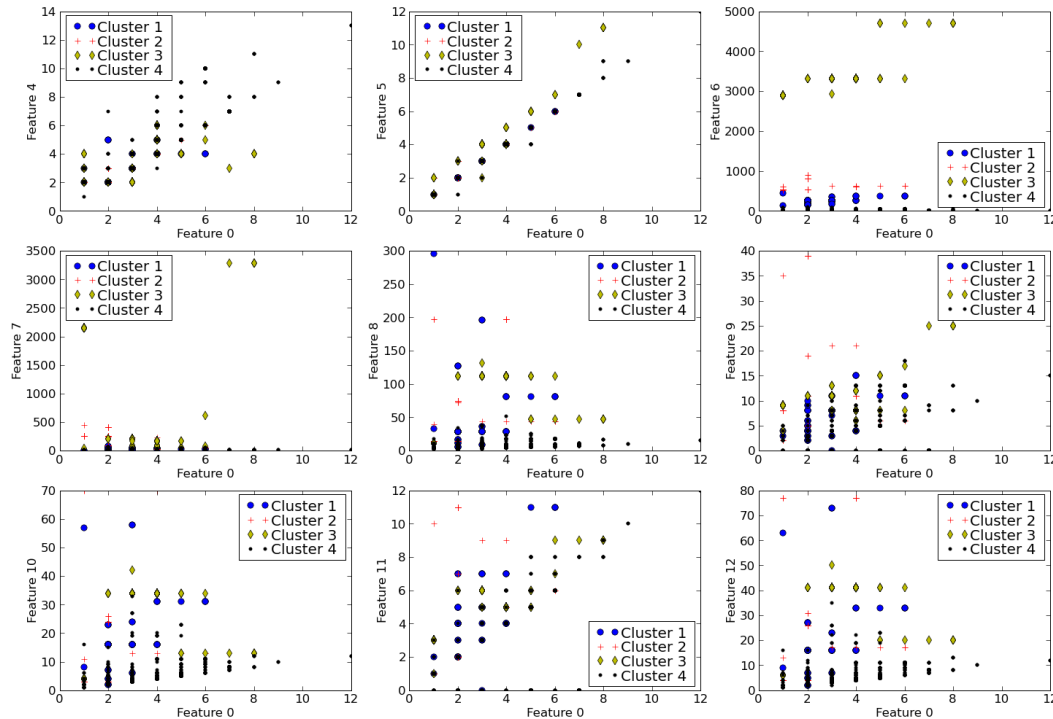 14
12
10
8
6
4
2
0
Feature 4
Cluster 1
Cluster 2
Cluster 3
Cluster 4
0 2 4 6 8 10 12
Feature 0
12
10
8
6
4
2
0
Feature 5
Cluster 1
Cluster 2
Cluster 3
Cluster 4
0 2 4 6 8 10 12
Feature 0
5000
4000
3000
2000
1000
0
Feature 6
Cluster 1
Cluster 2
Cluster 3
Cluster 4
0 2 4 6 8 10 12
Feature 0
3500
3000
2500
2000
1500
1000
500
0
Feature 7
Cluster 1
Cluster 2
Cluster 3
Cluster 4
0 2 4 6 8 10 12
Feature 0
300
250
200
150
100
50
0
Feature 8
Cluster 1
Cluster 2
Cluster 3
Cluster 4
0 2 4 6 8 10 12
Feature 0
40
35
30
25
20
15
10
5
0
Feature 9
Cluster 1
Cluster 2
Cluster 3
Cluster 4
0 2 4 6 8 10 12
Feature 0
70
60
50
40
30
20
10
0
Feature 10
Cluster 1
Cluster 2
Cluster 3
Cluster 4
0 2 4 6 8 10 12
Feature 0
12
10
8
6
4
2
0
Feature 11
Cluster 1
Cluster 2
Cluster 3
Cluster 4
0 2 4 6 8 10 12
Feature 0
80
70
60
50
40
30
20
10
0
Feature 12
Cluster 1
Cluster 2
Cluster 3
Cluster 4
0 2 4 6 8 10 12
Feature 0